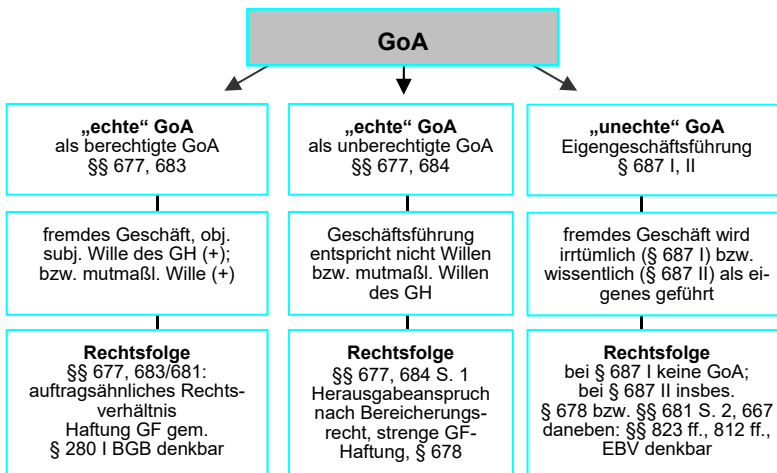 GoA
„echte“ GoA
als berechtigte GoA
§§ 677, 683
„echte“ GoA
als unberechtigte GoA
§§ 677, 684
„unechte“ GoA
Eigengeschäftsführung
§ 687 I, II
fremdes Geschäft, obj.
subj. Wille des GH (+);
bzw. mutmaßl. Wille (+)
Geschäftsführung
entspricht nicht Willen
bzw. mutmaßl. Willen
des GH
fremdes Geschäft wird
irrtümlich (§ 687 I) bzw.
wissentlich (§ 687 II) als ei-
genes geführt
Rechtsfolge
§§ 677, 683/681:
auftragsähnliches Rechts-
verhältnis
Haftung GF gem.
§ 280 I BGB denkbar
Rechtsfolge
§§ 677, 684 S. 1
Herausgabeanspruch
nach Bereicherungs-
recht, strenge GF-
Haftung, § 678
Rechtsfolge
bei § 687 I keine GoA;
bei § 687 II insbes.
§ 678 bzw. §§ 681 S. 2, 667
daneben: §§ 823 ff., 812 ff.,
EBV denkbar